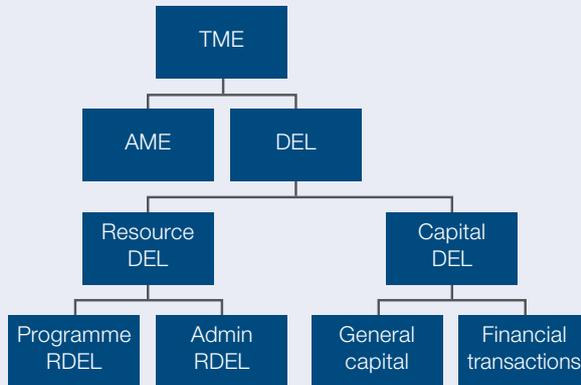 TME
AME
DEL
Resource
DEL
Capital
DEL
Programme
RDEL
Admin
RDEL
General
capital
Financial
transactions